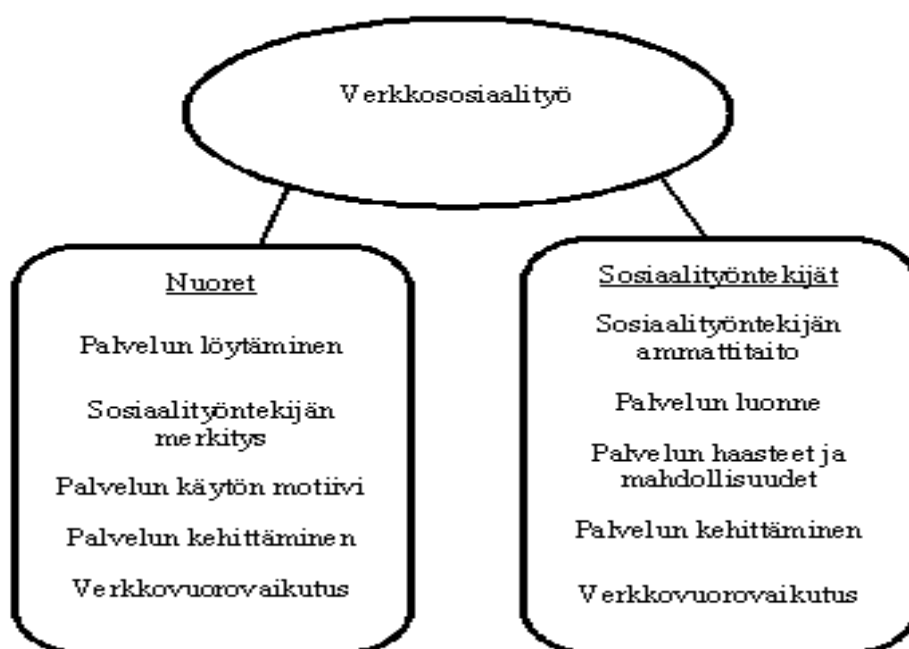 Verkkososiaalityö
Nuoret
Palvelun löytäminen
Sosiaalityöntekijän
merkitys
Palvelun käytön motiivi
Palvelun kehittäminen
Verkkovuorovaikutus
Sosiaalityöntekijät
Sosiaalityöntekijän
ammattitaito
Palvelun luonne
Palvelun haasteet ja
mahdollisuudet
Palvelun kehittäminen
Verkkovuorovaikutus